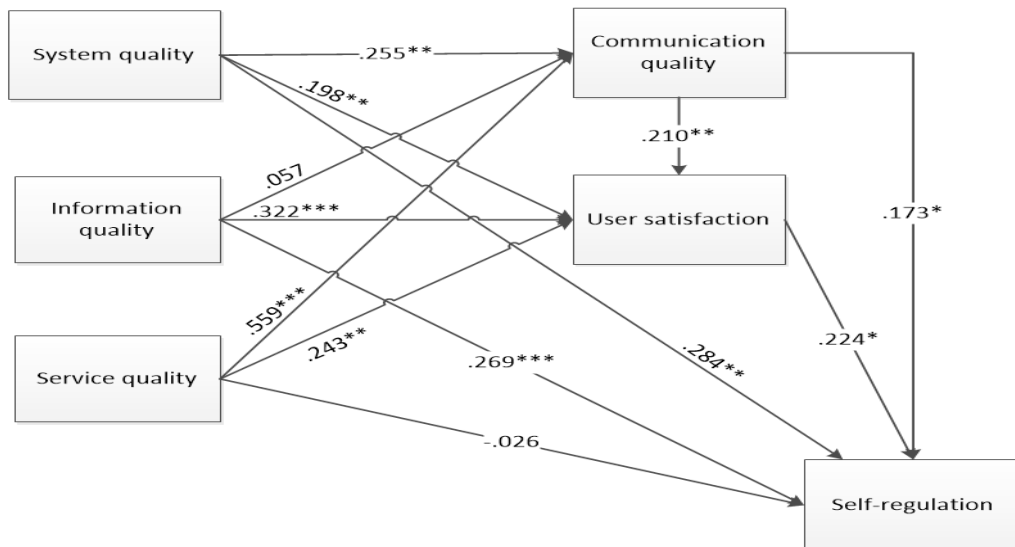 System quality
.255**
Communication
quality
.198**
.210**
.057
Information
quality
.322***
User satisfaction
.173*
.559***
.243**
Service quality
.269***
.284**
.224*
-.026
Self-regulation